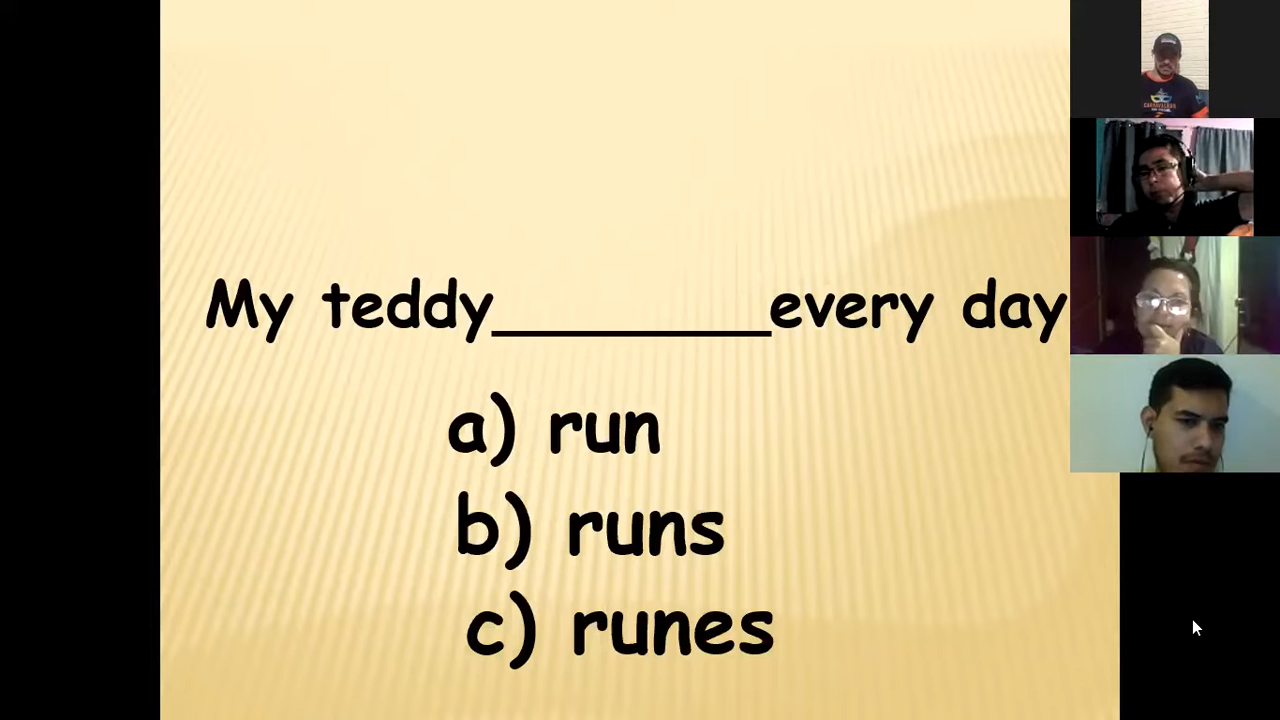 My teddy________every day
a) run
b) runs
c) runes